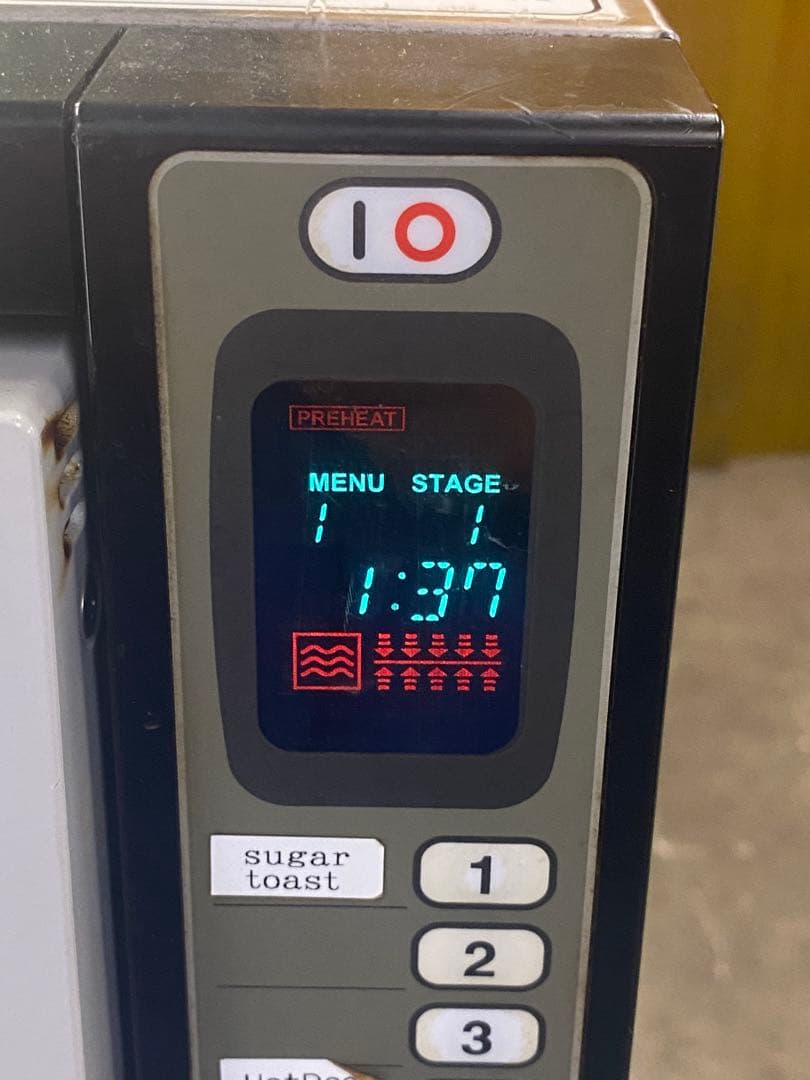 I O
PREHEAT
MENU STAGE
1 1
1:37
sugar
toast
1
2
3